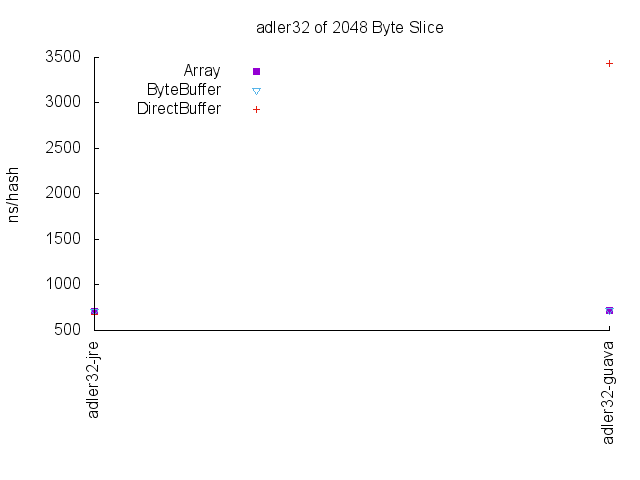 adler32 of 2048 Byte Slice
3500
3000
2500
2000
1500
1000
500
ns/hash
Array
ByteBuffer
DirectBuffer
adler32-jre
adler32-guava